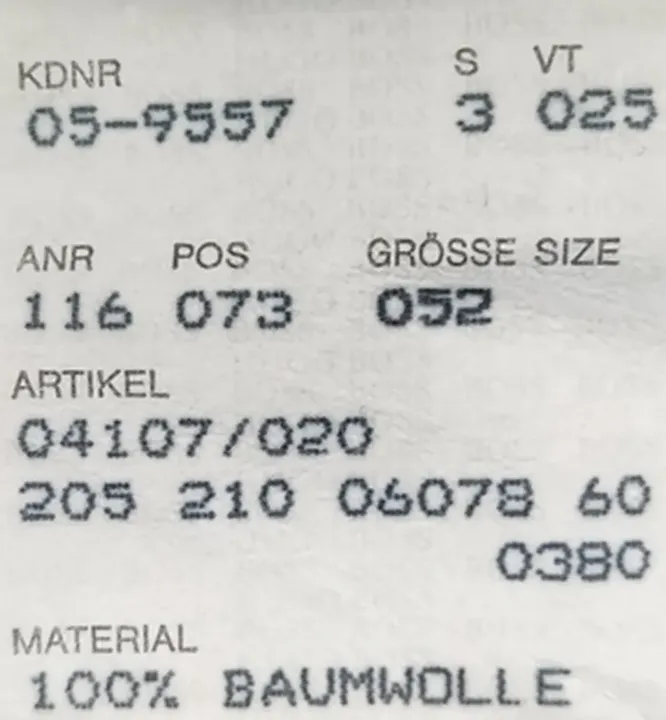 KDNR S VT
05-9557 3 025
ANR POS GRÖSSE SIZE
116 073 052
ARTIKEL
04107/020
205 210 06078 60
0380
MATERIAL
100% BAUMWOLLE